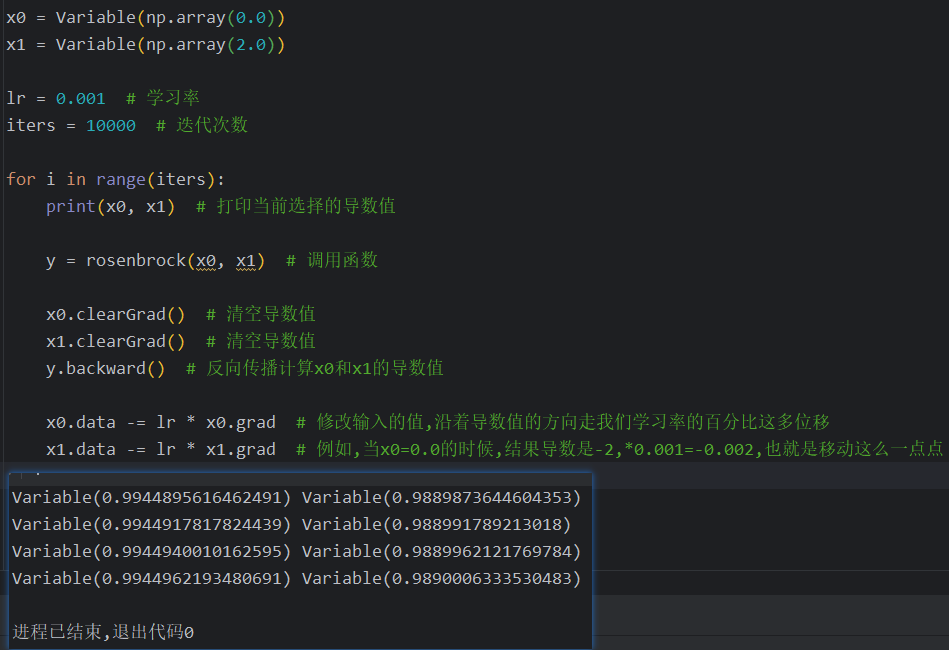 x0 = Variable(np.array(0.0))
x1 = Variable(np.array(2.0))
lr = 0.001  # 学习率
iters = 10000  # 迭代次数
for i in range(iters):
    print(x0, x1)  # 打印当前选择的导数值
    y = rosenbrock(x0, x1)  # 调用函数
    x0.clearGrad()  # 清空导数值
    x1.clearGrad()  # 清空导数值
    y.backward()  # 反向传播计算x0和x1的导数值
    x0.data -= lr * x0.grad  # 修改输入的值,沿着导数值的方向走我们学习率的百分比这多位移
    x1.data -= lr * x1.grad  # 例如,当x0=0.0的时候,结果导数是-2,*0.001=-0.002,也就是移动这么一点点
Variable(0.9944895616462491) Variable(0.9889873644604353)
Variable(0.9944917817824439) Variable(0.988991789213018)
Variable(0.9944940010162595) Variable(0.9889962121769784)
Variable(0.9944962193480691) Variable(0.9890006333530483)
进程已结束,退出代码0